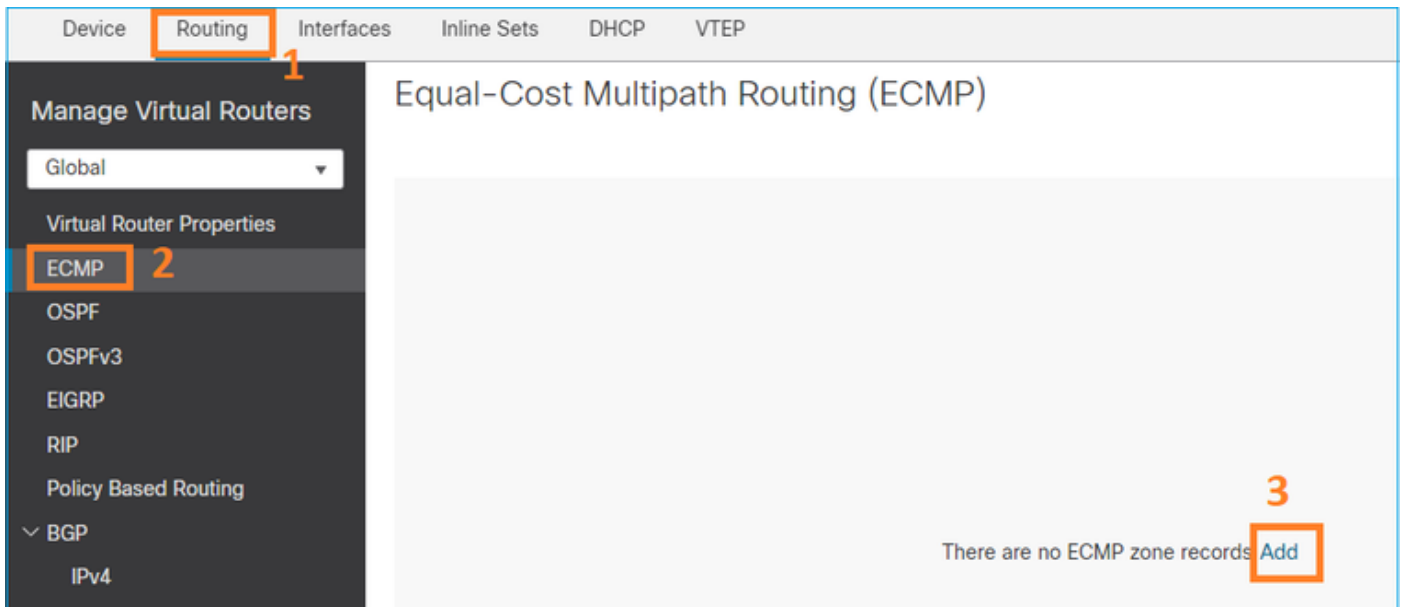 Device Routing Interfaces Inline Sets DHCP VTEP
1
Manage Virtual Routers
Global
Virtual Router Properties
ECMP 2
OSPF
OSPFv3
EIGRP
RIP
Policy Based Routing
BGP
IPv4
Equal-Cost Multipath Routing (ECMP)
3
There are no ECMP zone records Add